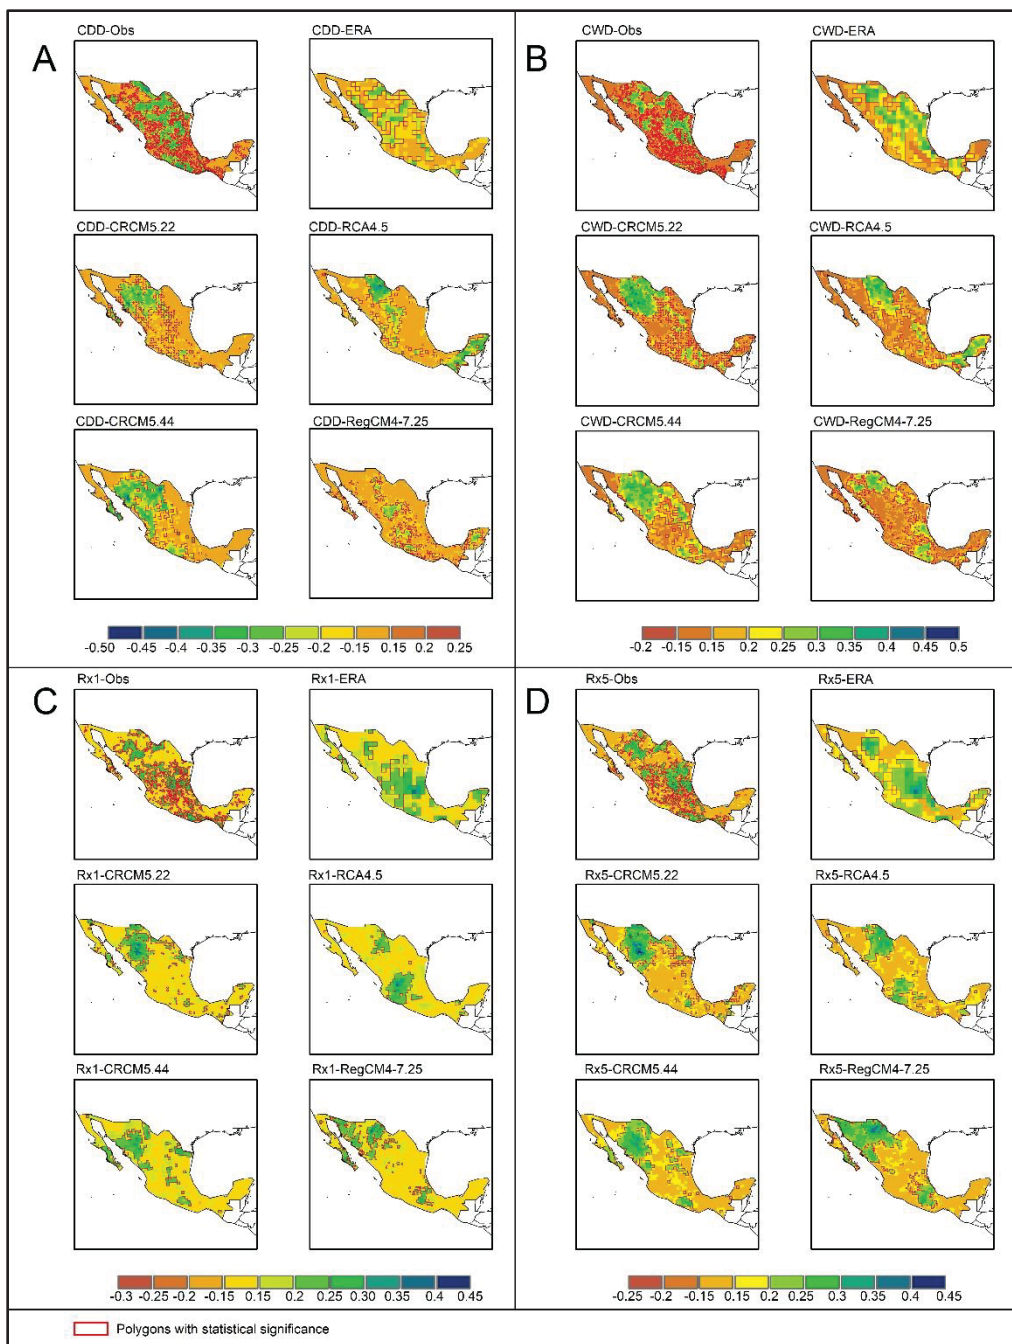 A
CDD-Obs
CDD-ERA
CDD-CRCM5.22
CDD-RCA4.5
CDD-CRCM5.44
CDD-RegCM4-7.25
-0.50 -0.45 -0.4 -0.35 -0.3 -0.25 -0.2 0.15 0.2 0.25
B
CWD-Obs
CWD-ERA
CWD-CRCM5.22
CWD-RCA4.5
CWD-CRCM5.44
CWD-RegCM4-7.25
-0.2 -0.15 0.15 0.2 0.25 0.3 0.35 0.4 0.45 0.5
C
Rx1-Obs
Rx1-ERA
Rx1-CRCM5.22
Rx1-RCA4.5
Rx1-CRCM5.44
Rx1-RegCM4-7.25
-0.3 -0.25 -0.2 -0.15 0.15 0.2 0.25 0.30 0.35 0.4 0.45
D
Rx5-Obs
Rx5-ERA
Rx5-CRCM5.22
Rx5-RCA4.5
Rx5-CRCM5.44
Rx5-RegCM4-7.25
-0.25 -0.2 -0.15 0.15 0.2 0.25 0.3 0.35 0.4 0.45
Polygons with statistical significance